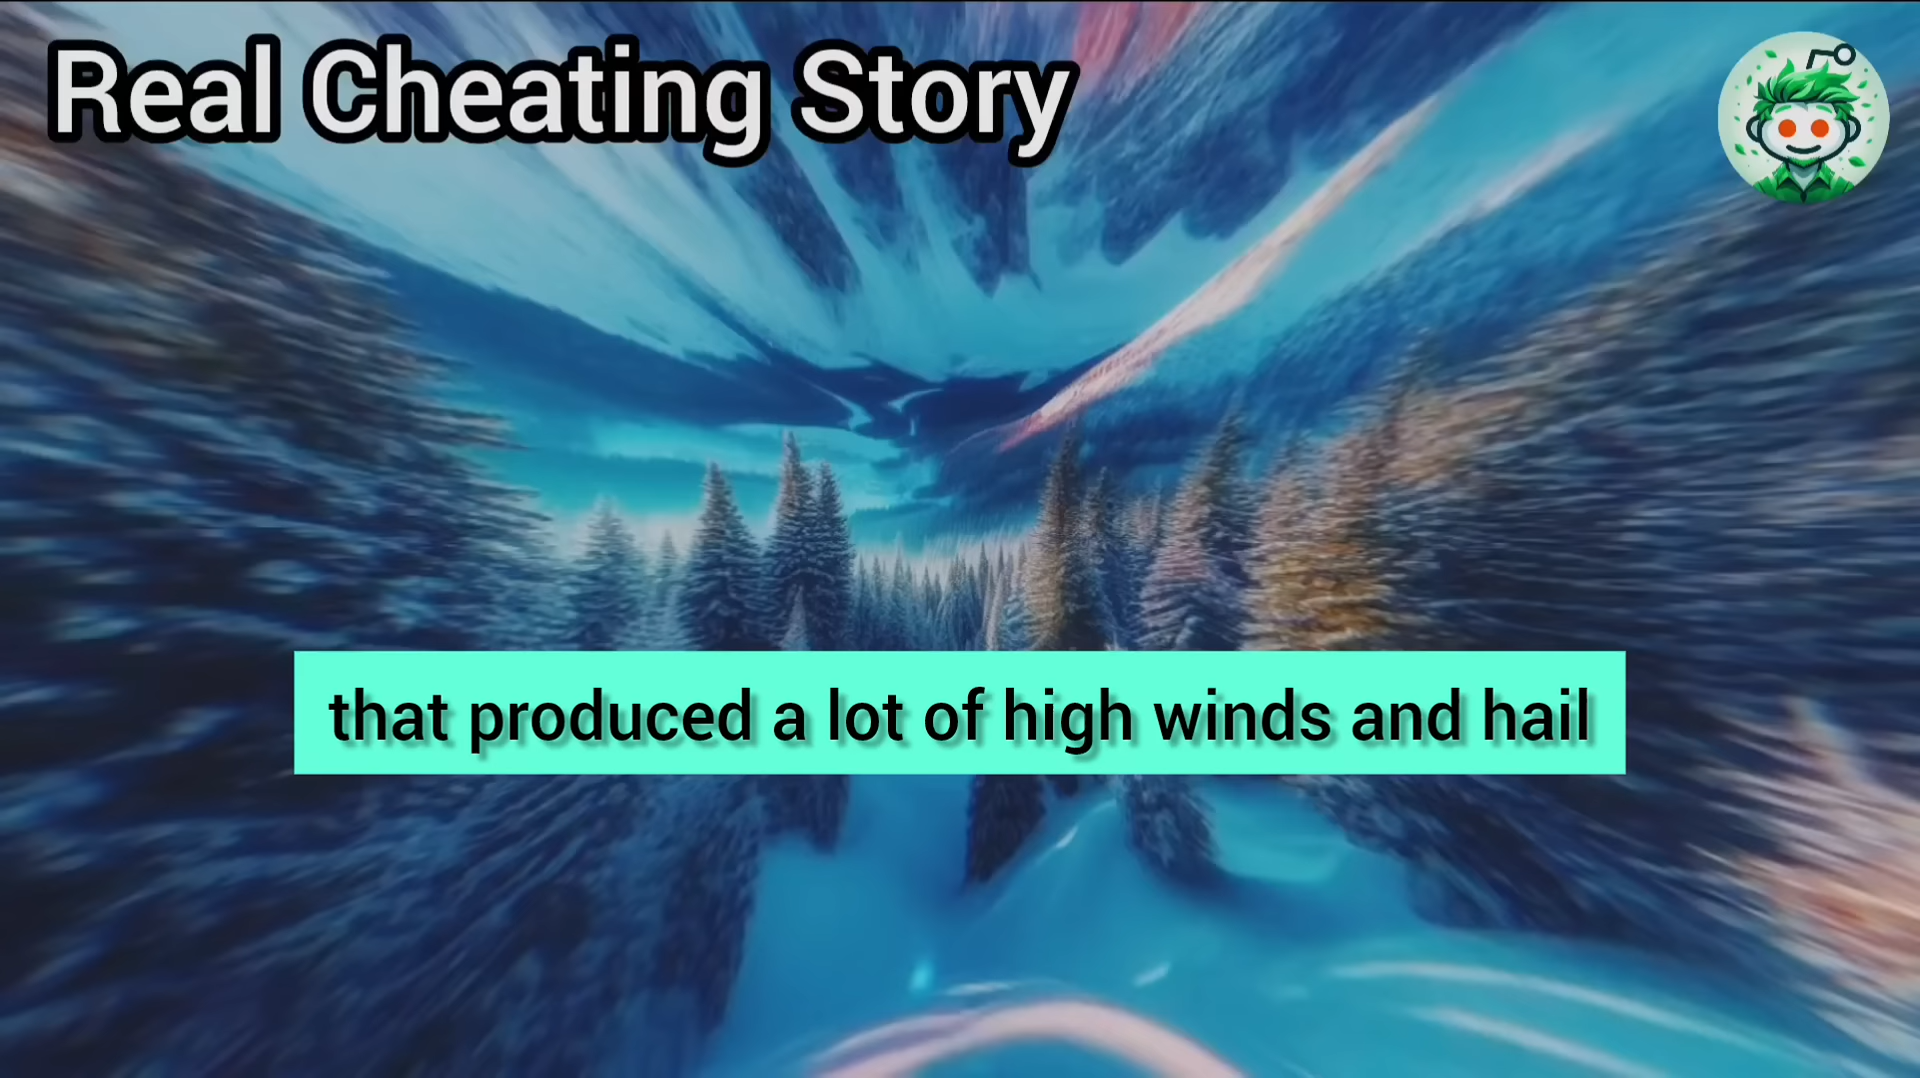 Real Cheating Story
that produced a lot of high winds and hail